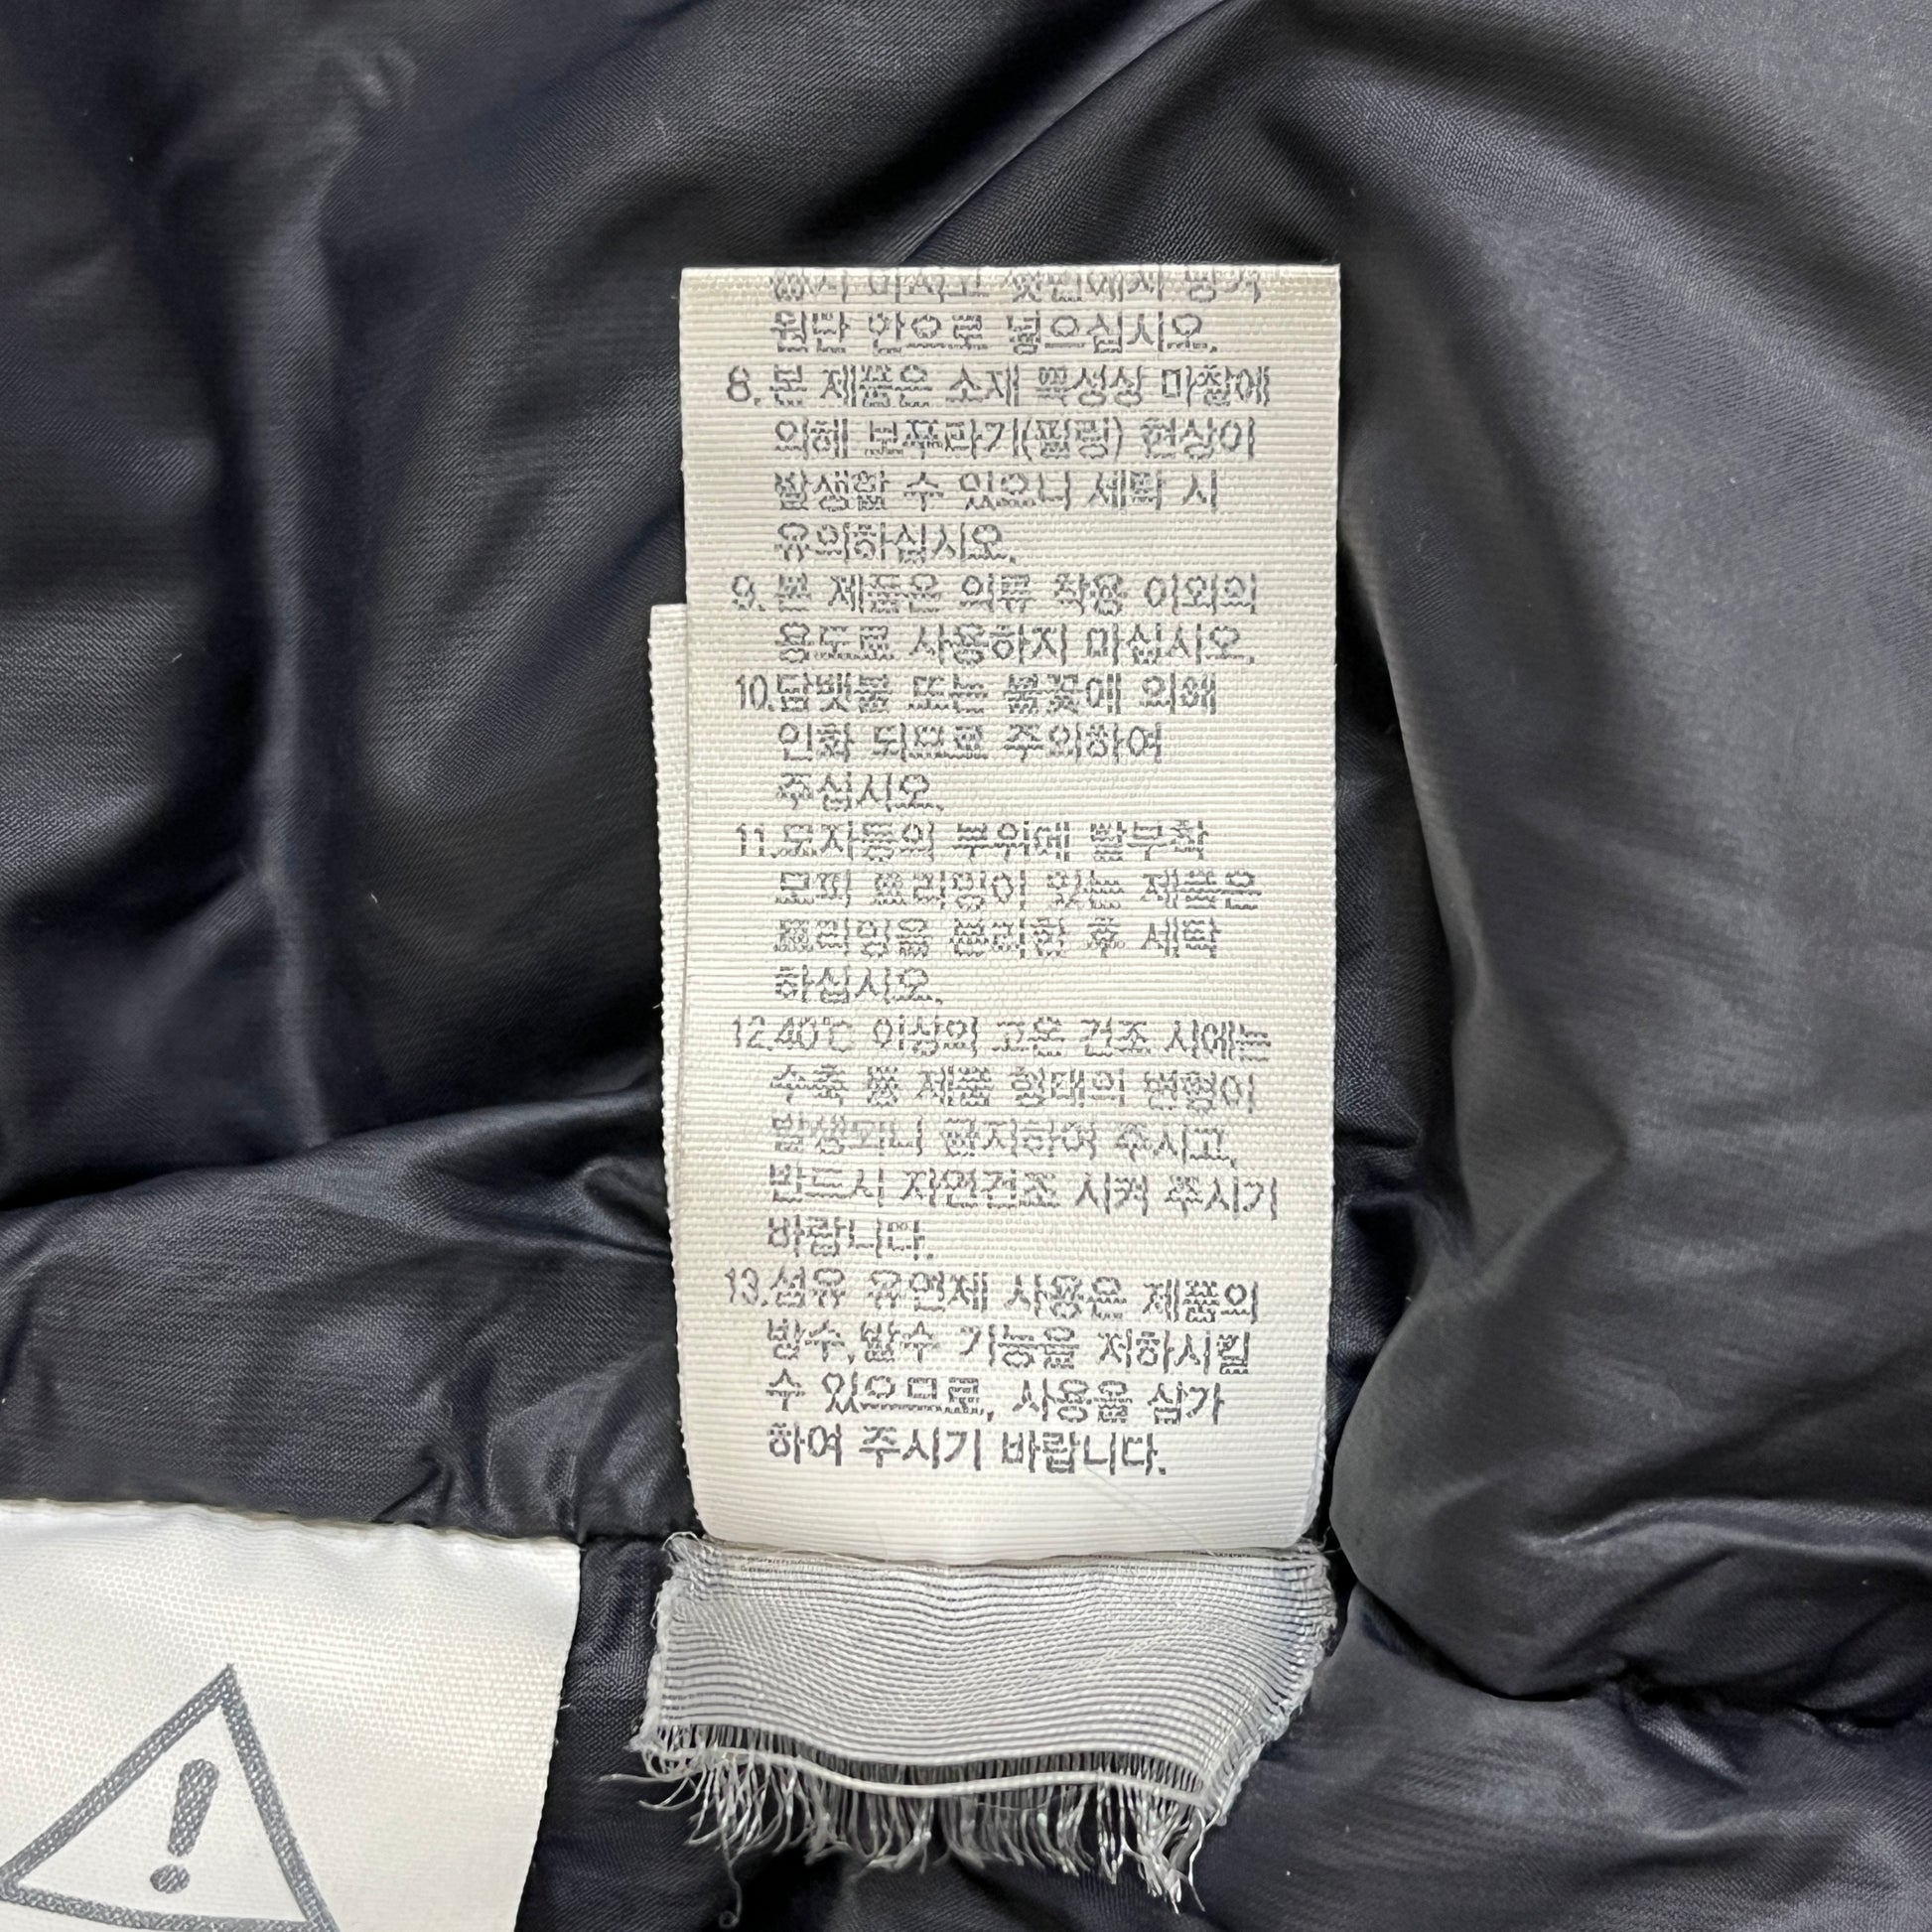 마시고 옷면에서 당겨
원단 안으로 넣으십시오.
8.본 제품은 소재 특성상 마찰에
의해 보푸라기(필링) 현상이
발생할 수 있으니 세탁 시
유의하십시오.
9.본 제품은 의류 착용 이외의
용도로 사용하지 마십시오.
10.담뱃불 또는 불꽃에 의해
인화 되므로 주의하여
주십시오.
11.모자등의 부위에 탈부착
모피 트리밍이 있는 제품은
트리밍을 분리한 후 세탁
하십시오.
12.40℃ 이상의 고온 건조 시에는
수축 등 제품 형태의 변형이
발생되니 금지하여 주시고,
반드시 자연건조 시켜 주시기
바랍니다.
13.섬유 유연제 사용은 제품의
방수,발수 기능을 저하시킬
수 있으므로, 사용을 삼가
하여 주시기 바랍니다.